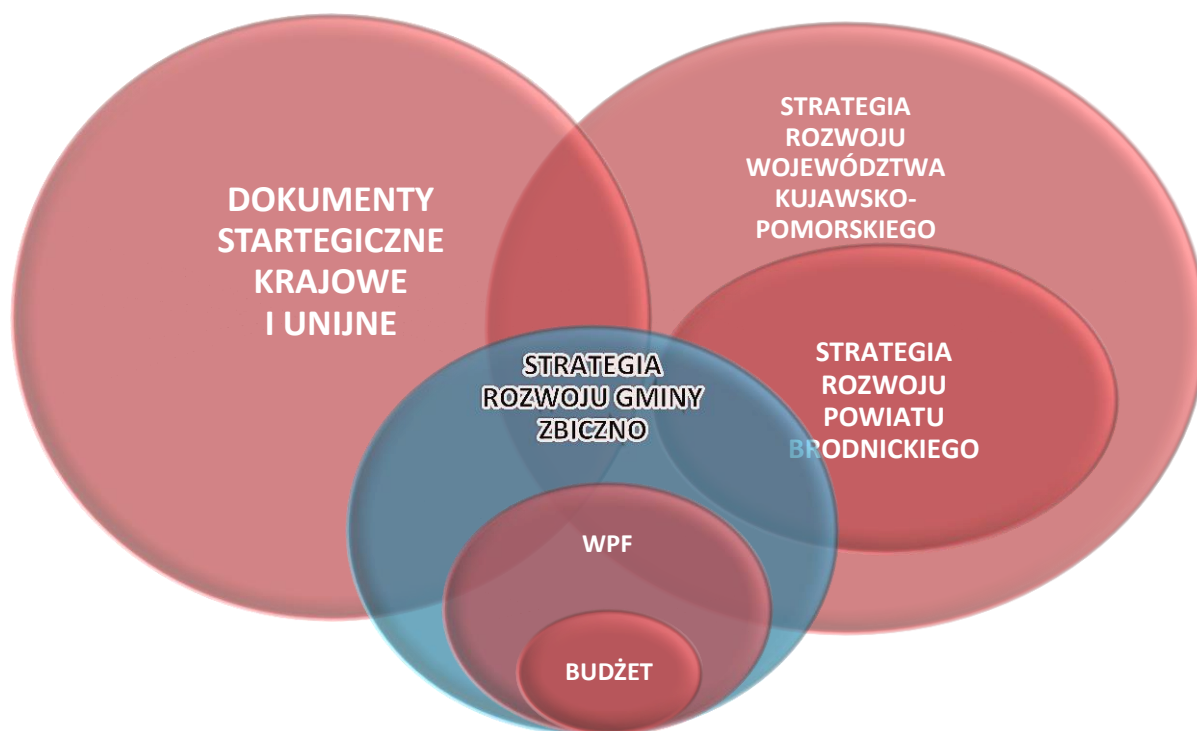 DOKUMENTY
STARTEGICZNE
KRAJOWE
I UNIJNE
STRATEGIA
ROZWOJU
WOJEWÓDZTWA
KUJAWSKO-
POMORSKIEGO
STRATEGIA
ROZWOJU
POWIATU
BRODNICKIEGO
STRATEGIA
ROZWOJU GMINY
ZBICZNO
WPF
BUDŻET